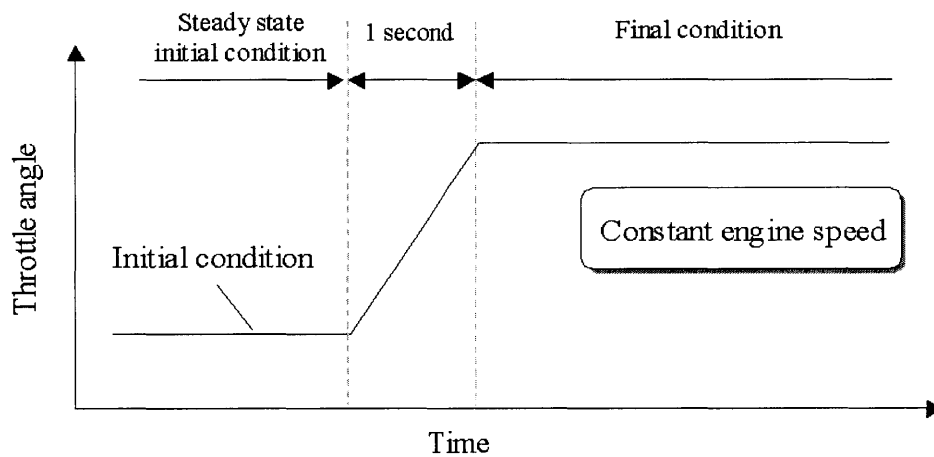 Steady state
initial condition
1 second
Final condition
Throttle angle
Constant engine speed
Initial condition
Time